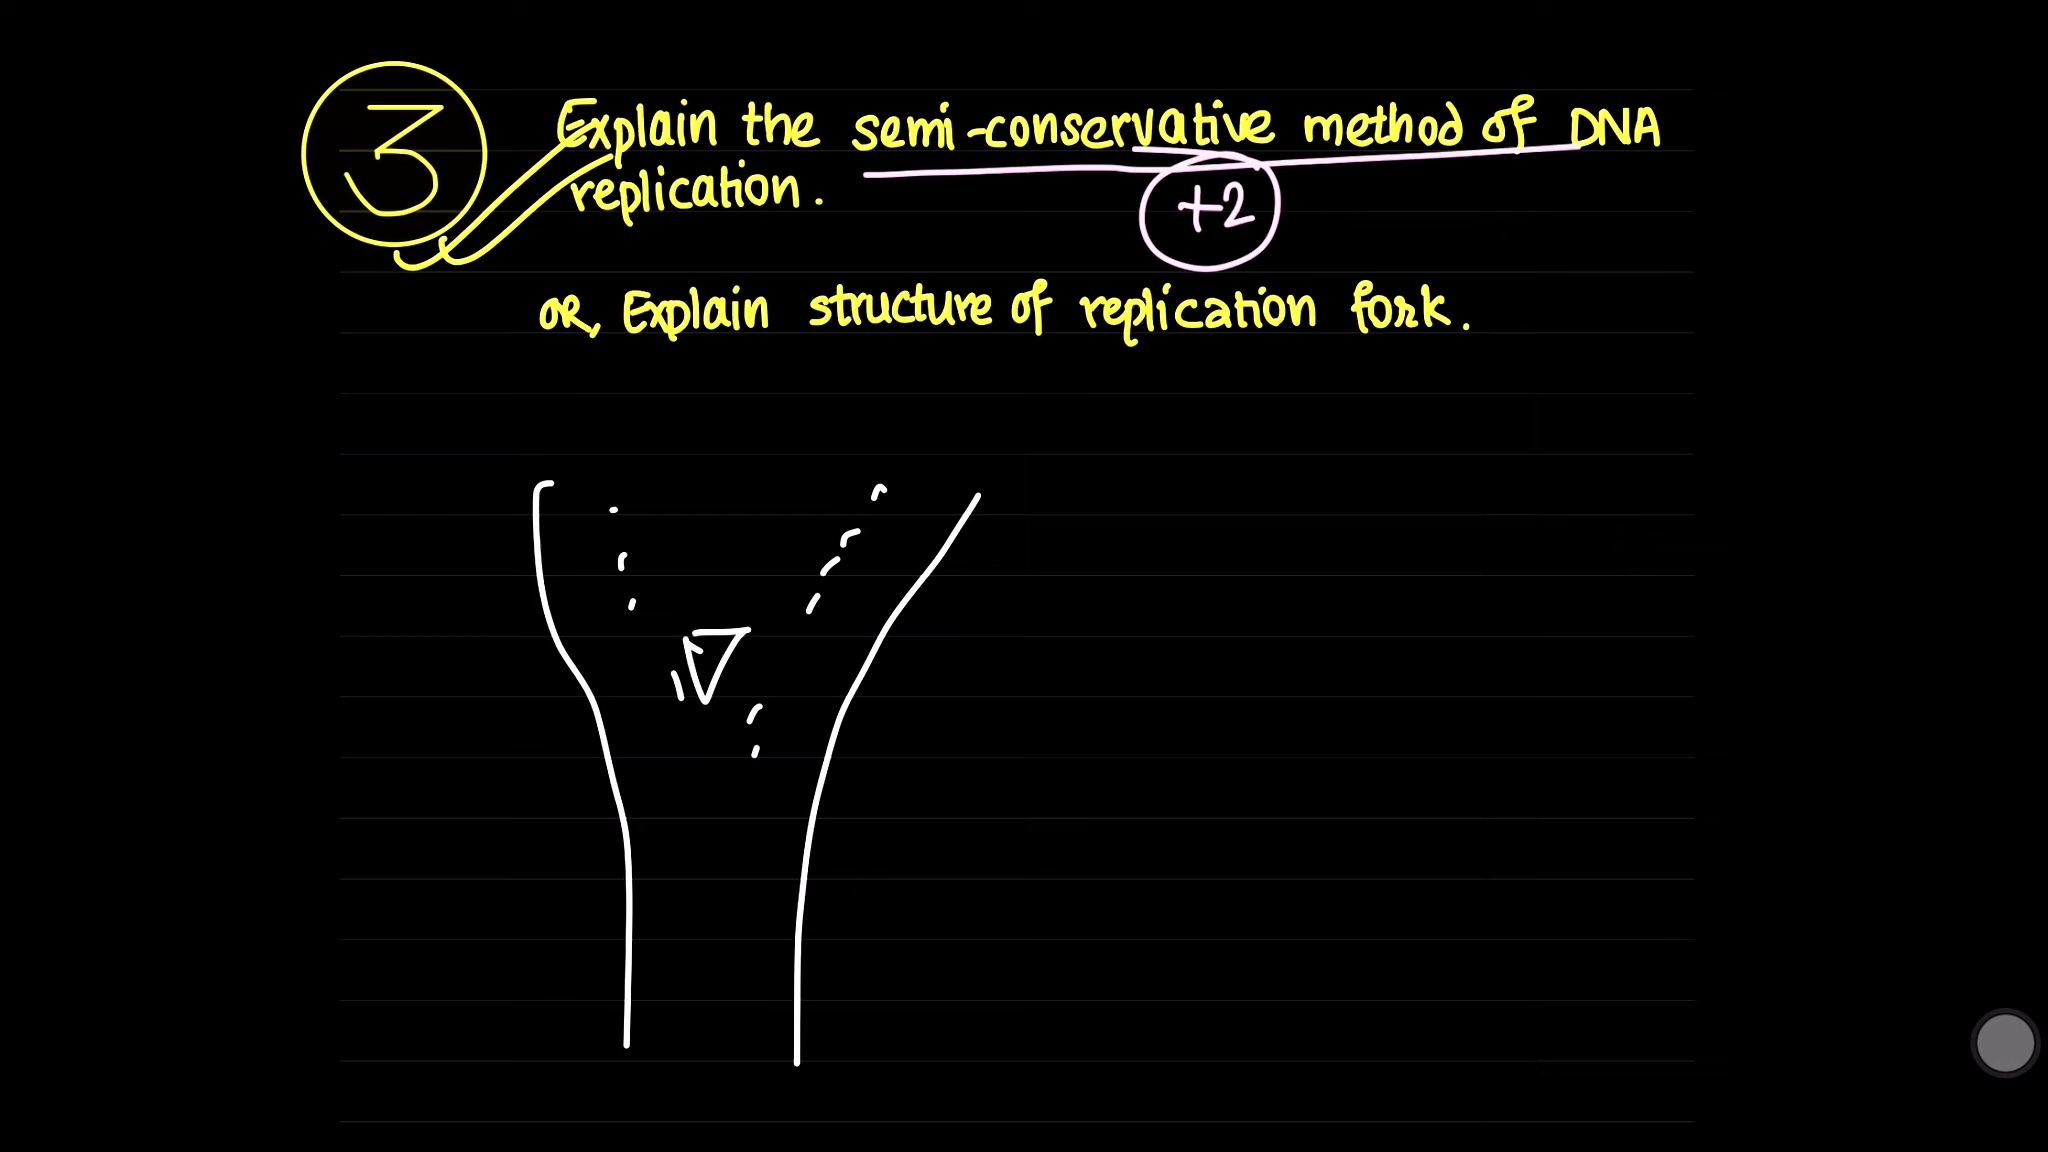 3 Explain the semi-conservative method of DNA
replication.
+2
OR, Explain structure of replication fork.